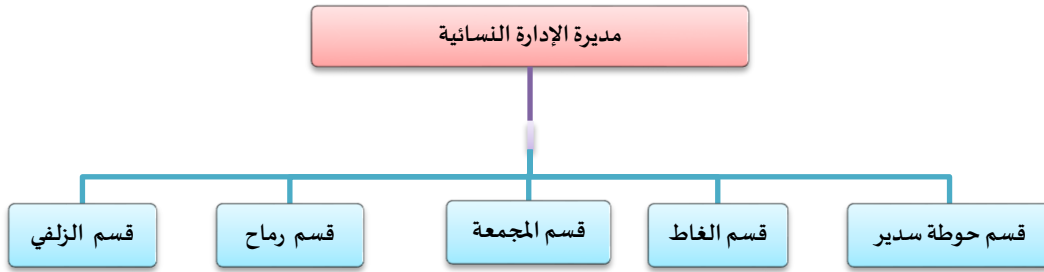 مديرة الإدارة النسائية
قسم حوطة سدير
قسم الغاط
قسم المجمعة
قسم رماح
قسم الزلفي